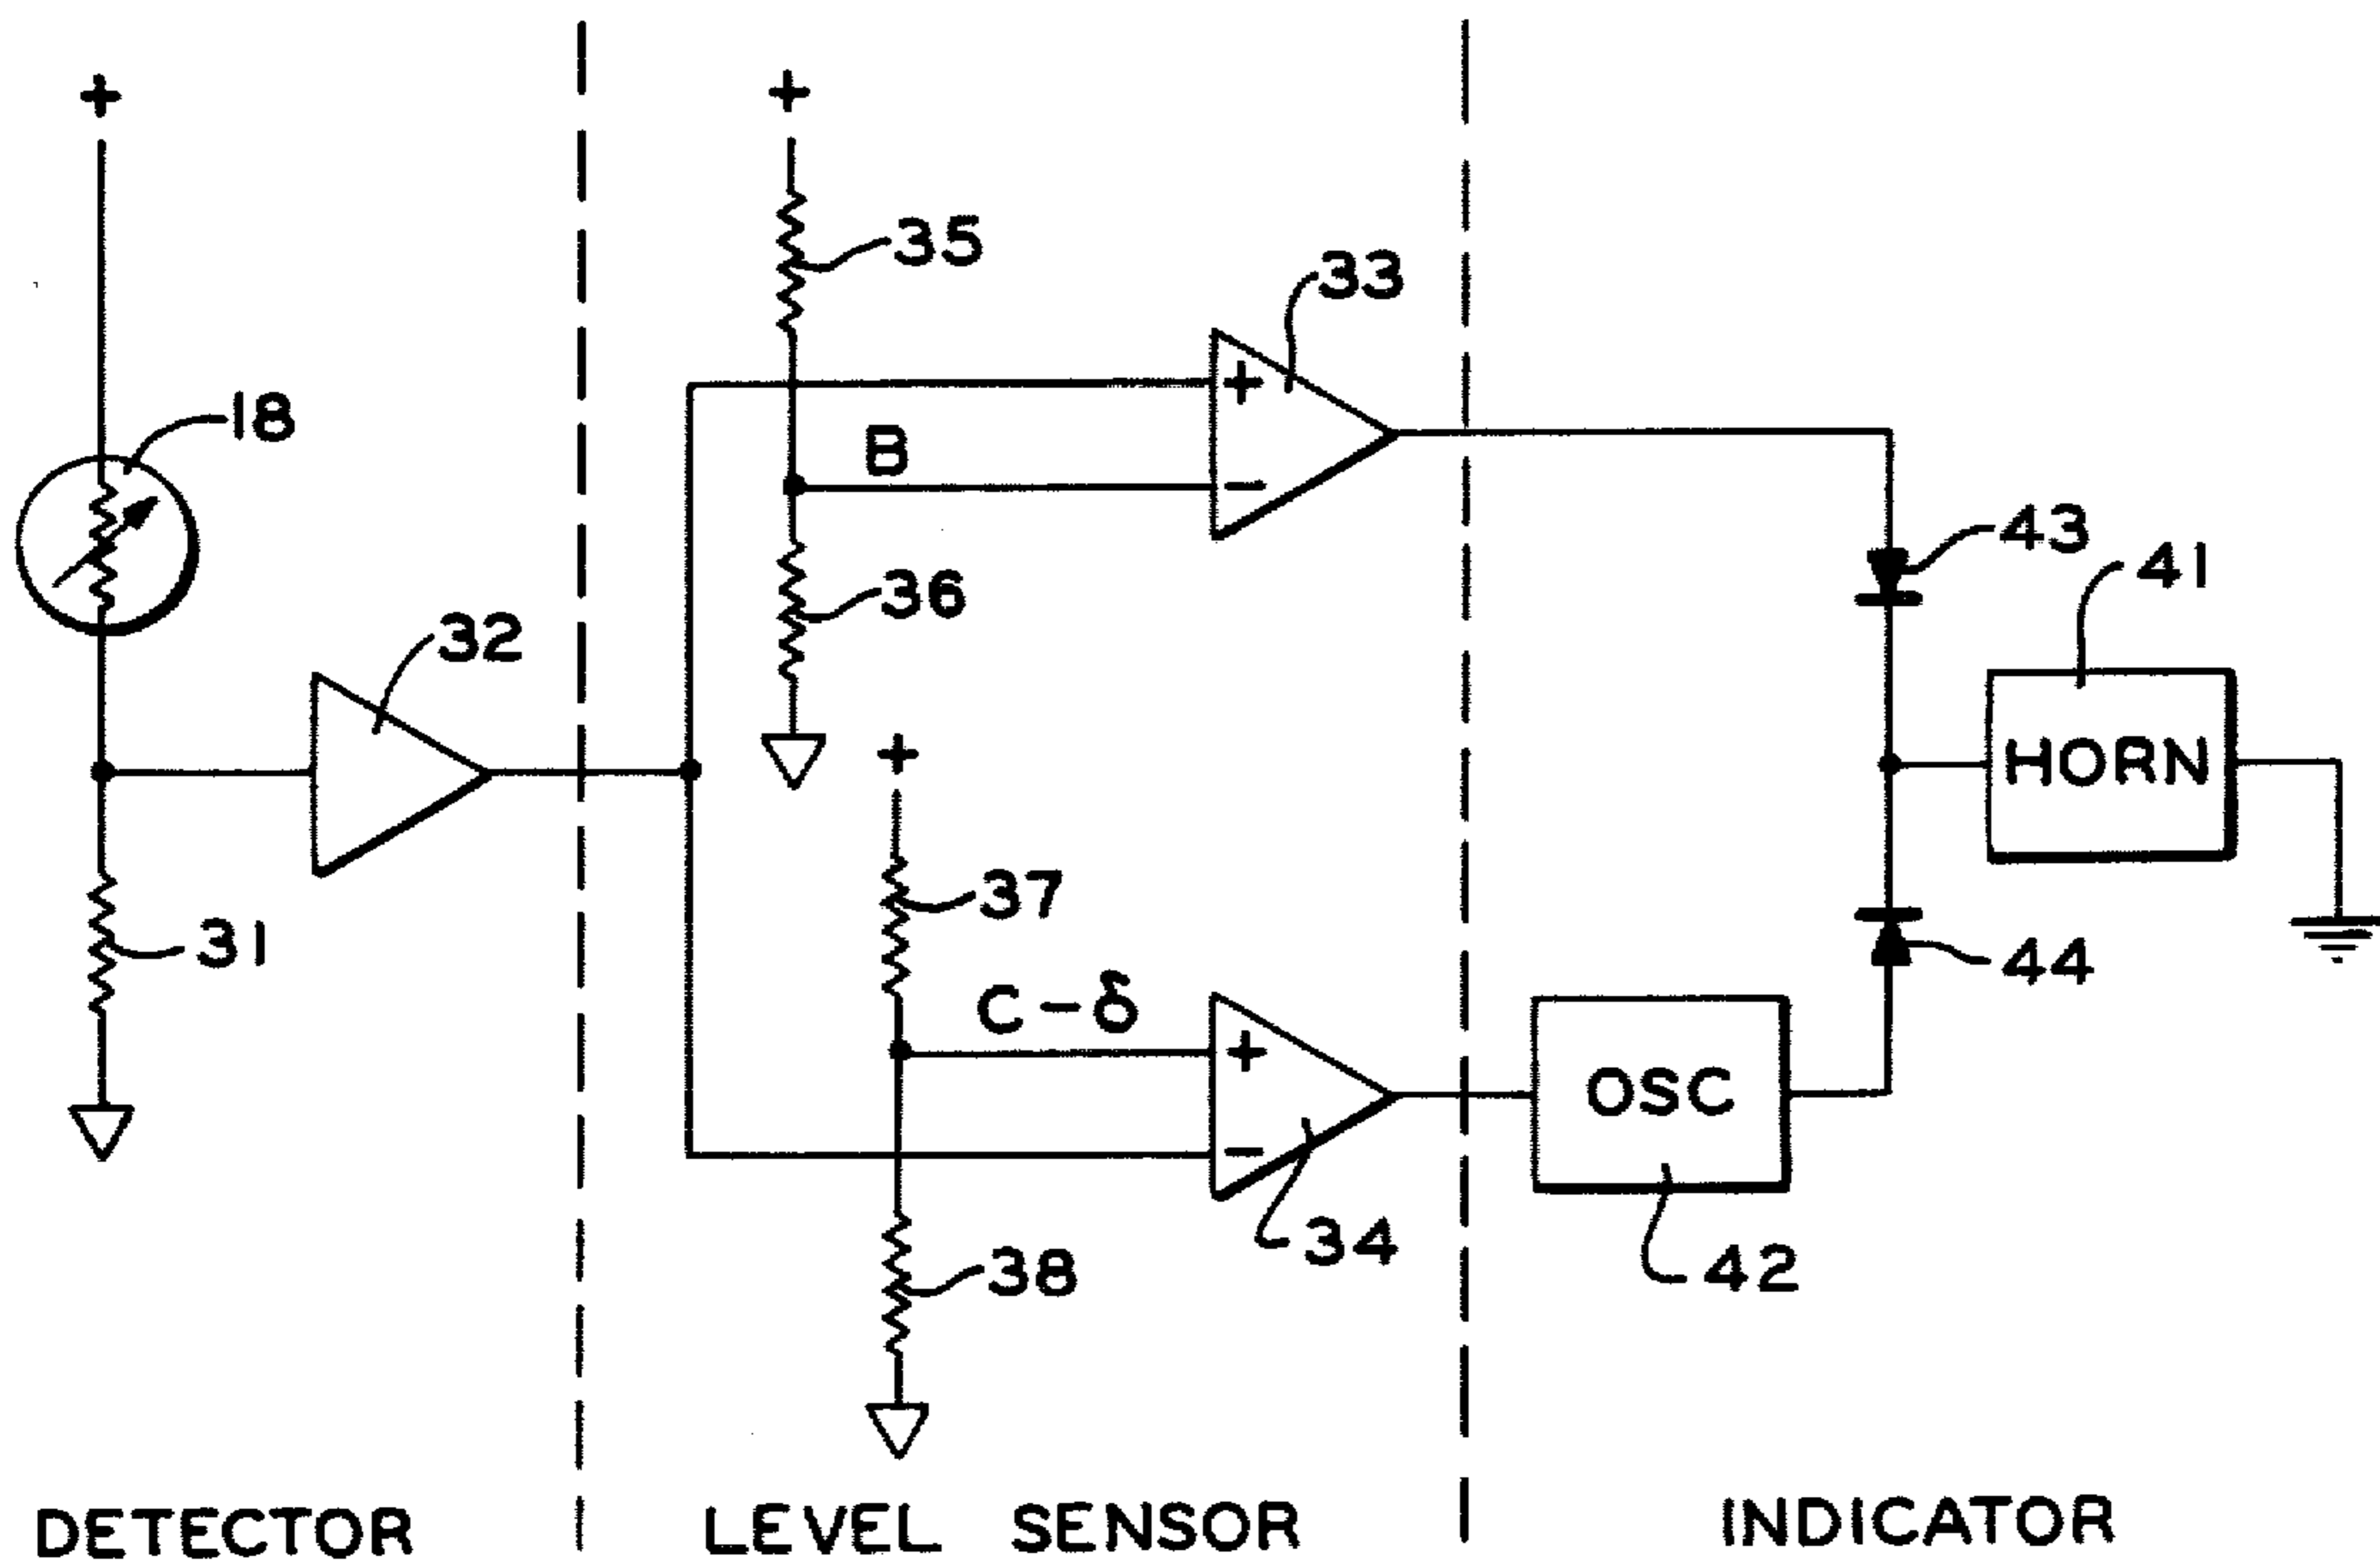 +
+
35
33
+
18
B
−
43
41
36
32
+
HORN
37
31
44
C - δ
+
OSC
−
34
38
42
DETECTOR
LEVEL SENSOR
INDICATOR